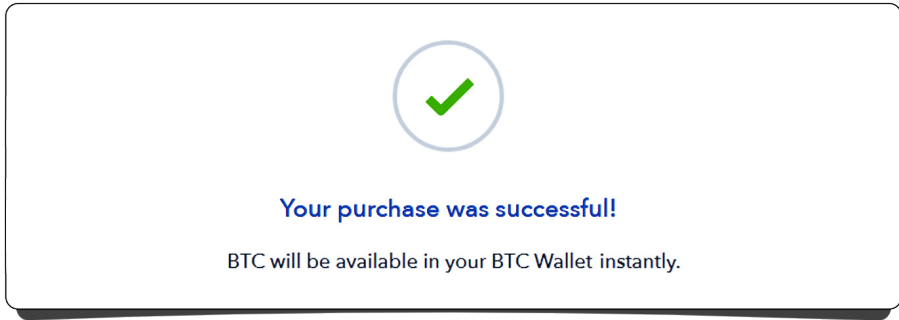 Your purchase was successful!
BTC will be available in your BTC Wallet instantly.